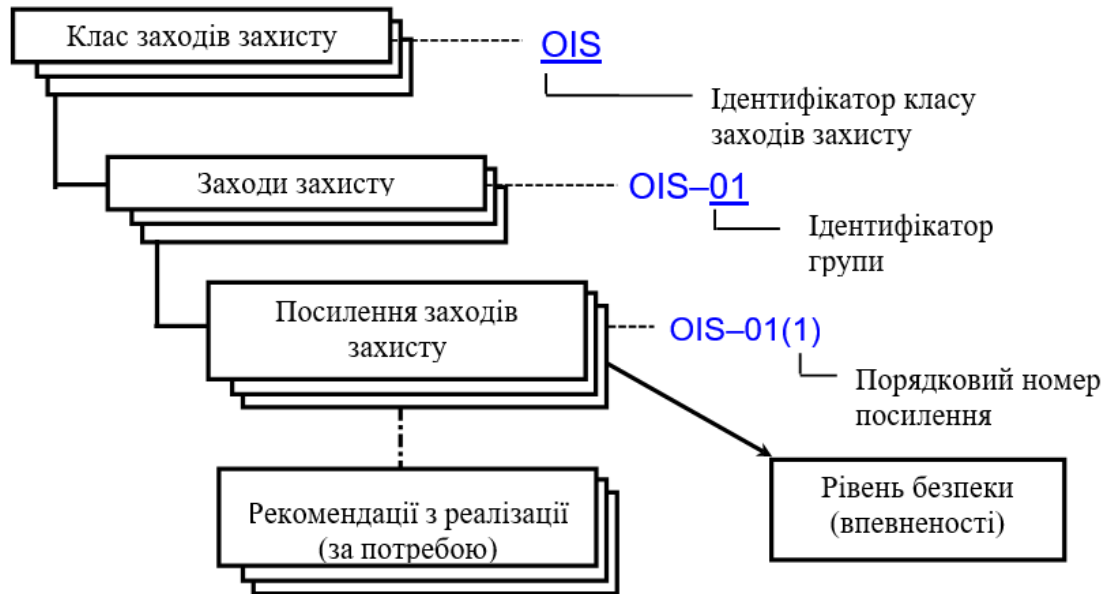 Клас заходів захисту
OIS
Ідентифікатор класу
заходів захисту
Заходи захисту
OIS–01
Ідентифікатор
групи
Посилення заходів
захисту
OIS–01(1)
Порядковий номер
посилення
Рекомендації з реалізації
(за потребою)
Рівень безпеки
(впевненості)